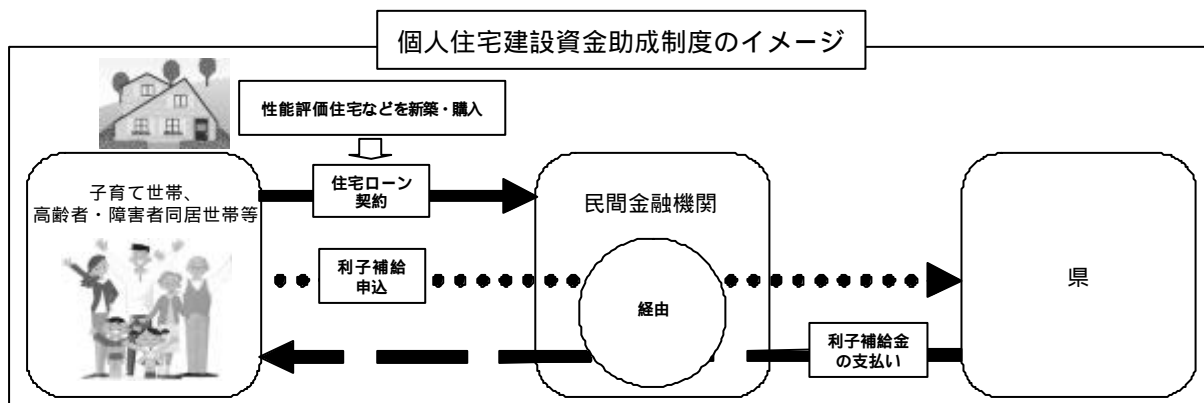 個人住宅建設資金助成制度のイメージ
性能評価住宅などを新築・購入
子育て世帯、
高齢者・障害者同居世帯等
住宅ローン
契約
民間金融機関
利子補給
申込
経由
県
利子補給金
の支払い